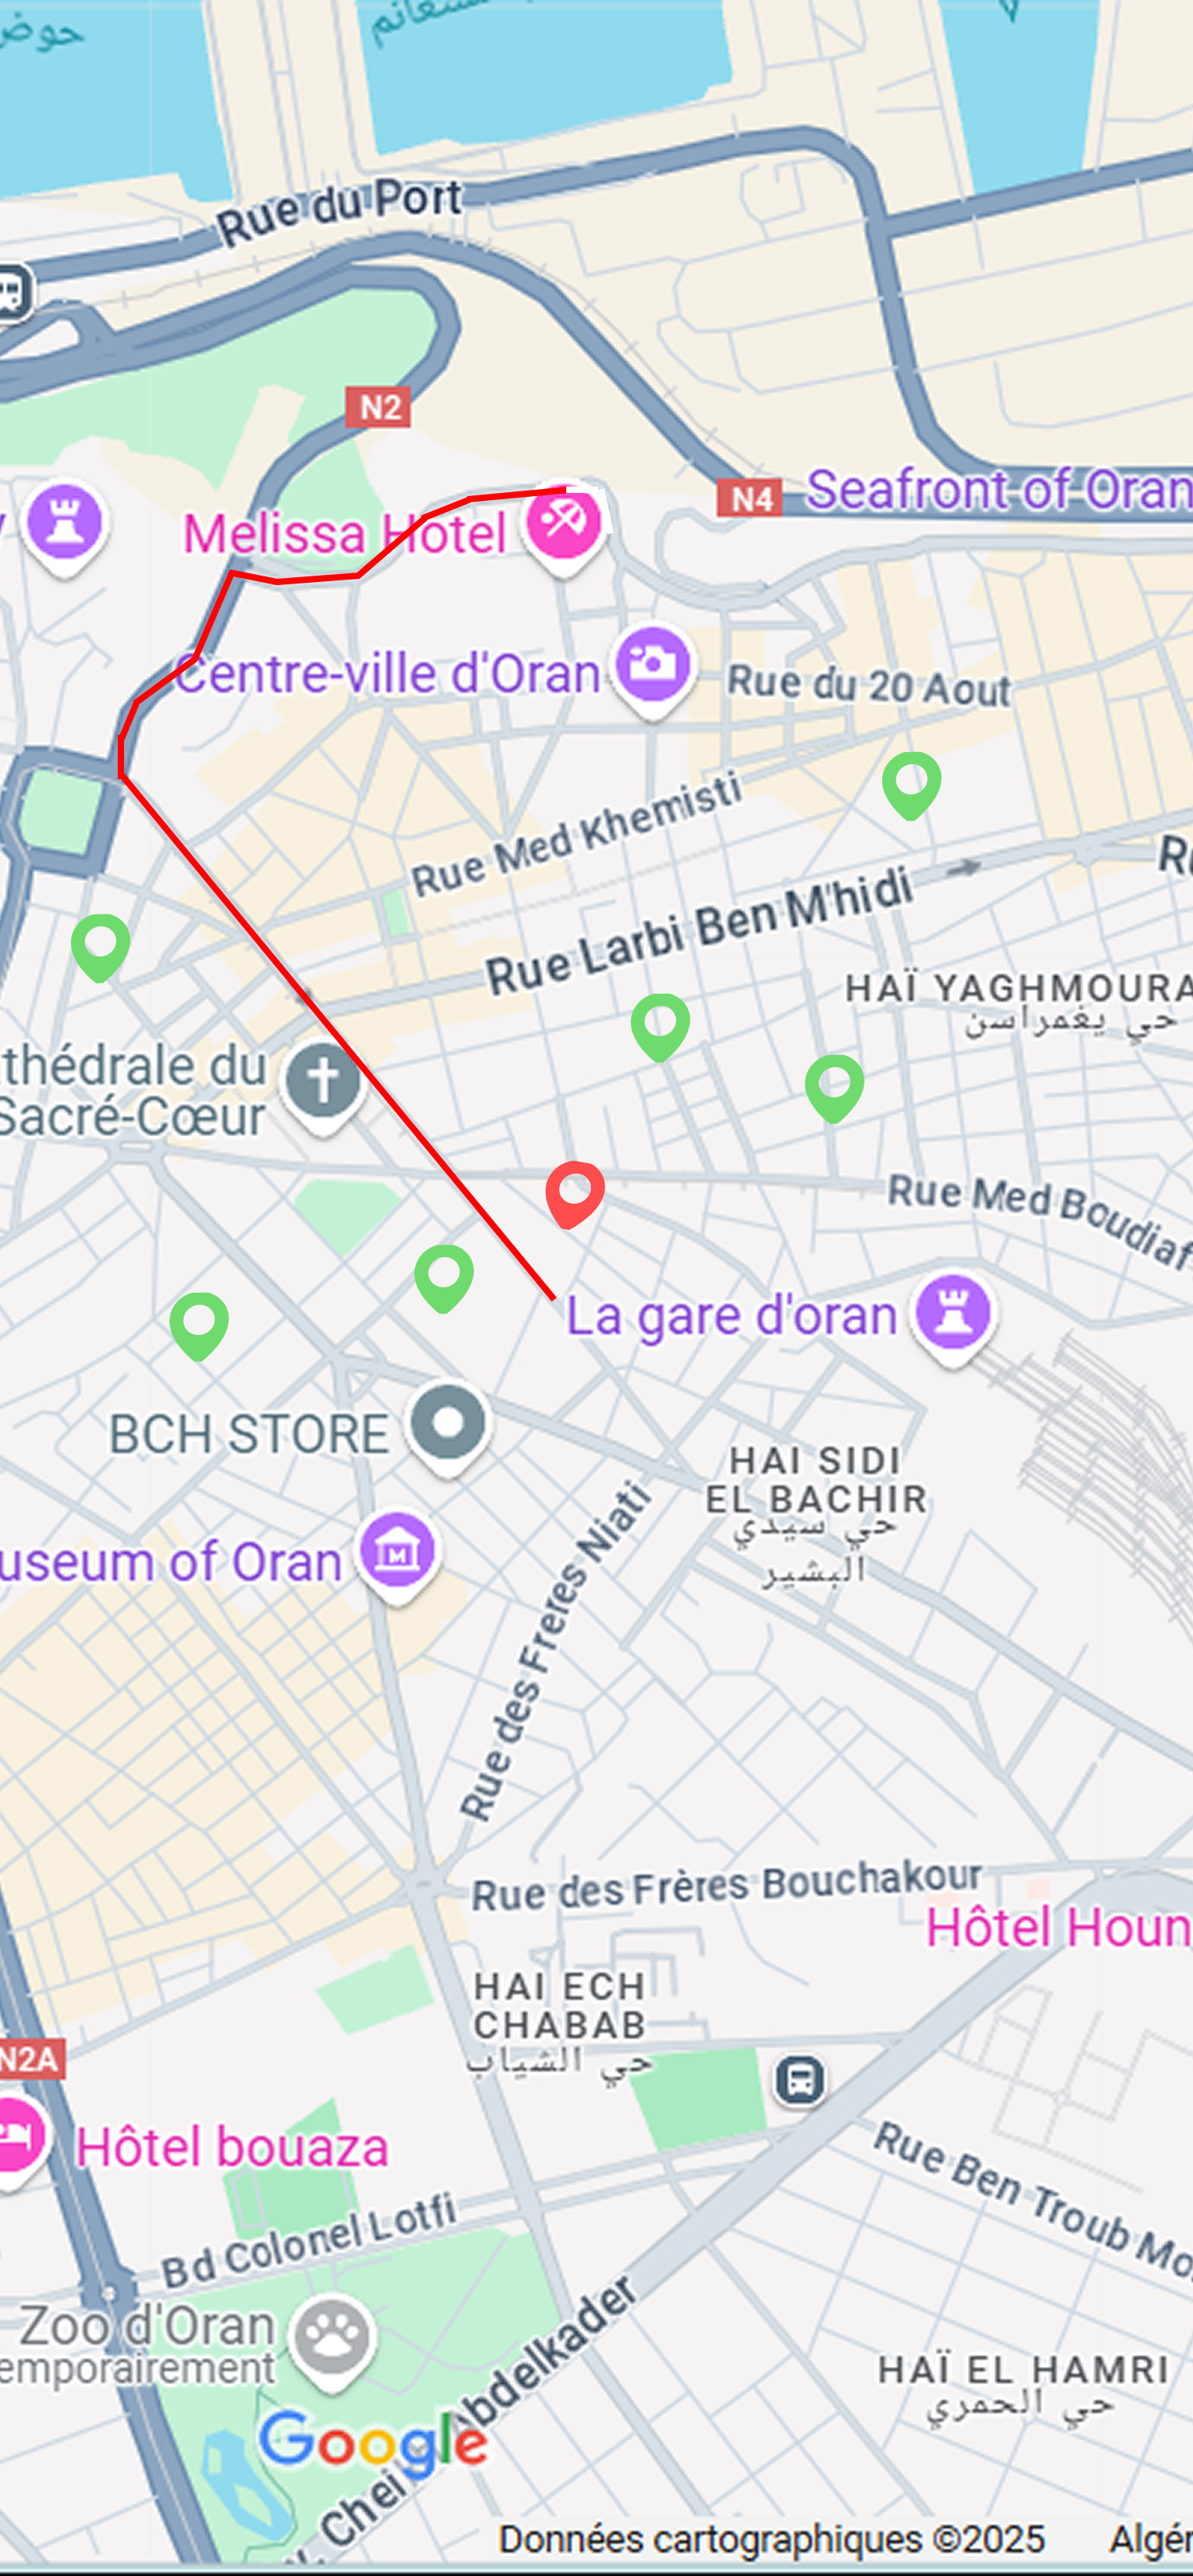 حوض
مستغانم
Rue du Port
N2
N4
Seafront of Oran
Melissa Hotel
Centre-ville d'Oran
Rue du 20 Aout
Rue Med Khemisti
Rue Larbi Ben M'hidi
HAÏ YAGHMOURA
حي يغمراسن
thédrale du
Sacré-Cœur
Rue Med Boudiaf
La gare d'oran
BCH STORE
HAI SIDI
EL BACHIR
حي سيدي
البشير
useum of Oran
Rue des Freres Niati
Rue des Frères Bouchakour
Hôtel Houn
HAI ECH
CHABAB
حي الشباب
N2A
Hôtel bouaza
Rue Ben Troub Mo
Bd Colonel Lotfi
Zoo d'Oran
emporairement
HAÏ EL HAMRI
حي الحمري
Abdelkader
Google
Chei
Données cartographiques ©2025
Algér